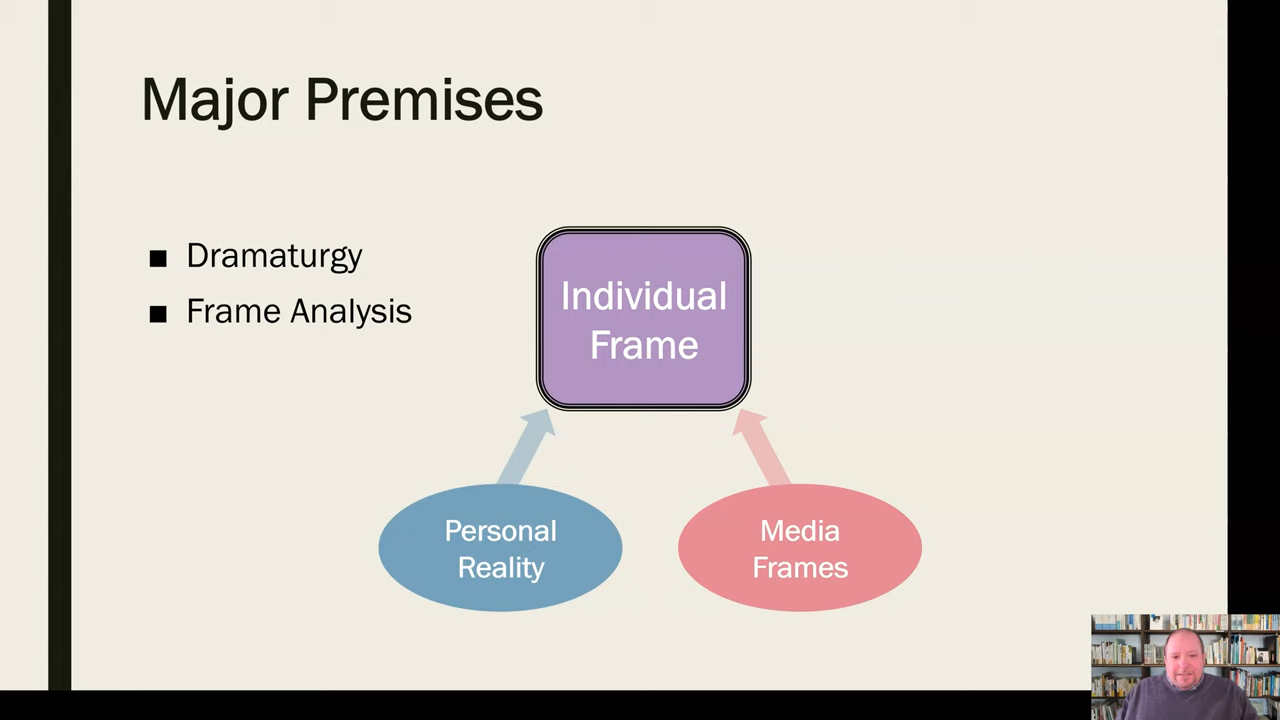 Major Premises
■ Dramaturgy
■ Frame Analysis
Individual
Frame
Personal
Reality
Media
Frames